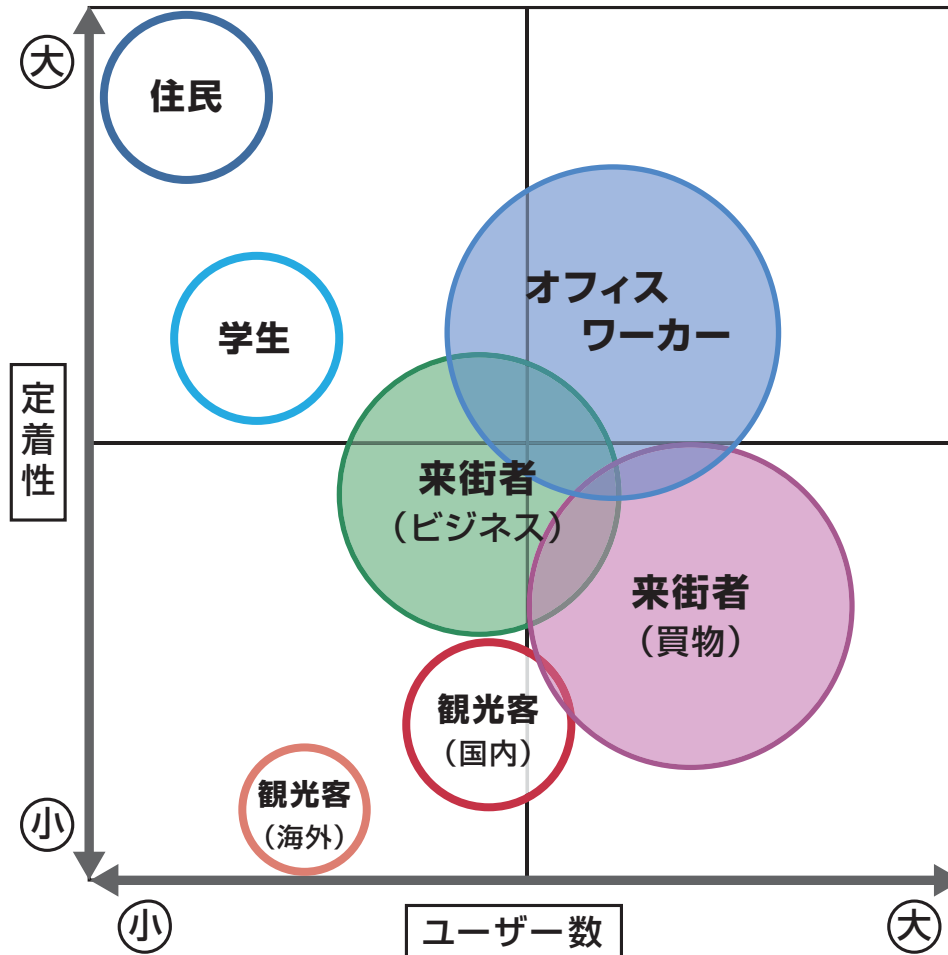 大
住民
オフィス
ワーカー
学生
定着性
来街者
（ビジネス）
来街者
（買物）
観光客
（国内）
観光客
（海外）
小
小
ユーザー数
大